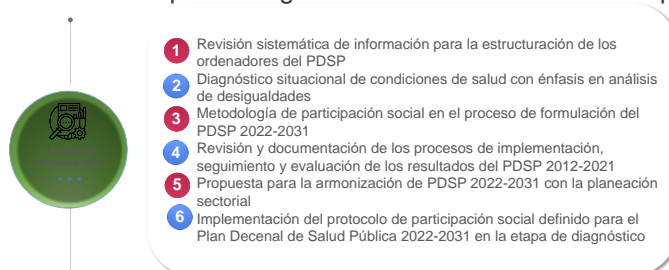 1 Revisión sistemática de información para la estructuración de los
ordenadores del PDSP
2 Diagnóstico situacional de condiciones de salud con énfasis en análisis
de desigualdades
3 Metodología de participación social en el proceso de formulación del
PDSP 2022-2031
4 Revisión y documentación de los procesos de implementación,
seguimiento y evaluación de los resultados del PDSP 2012-2021
5 Propuesta para la armonización de PDSP 2022-2031 con la planeación
sectorial
6 Implementación del protocolo de participación social definido para el
Plan Decenal de Salud Pública 2022-2031 en la etapa de diagnóstico